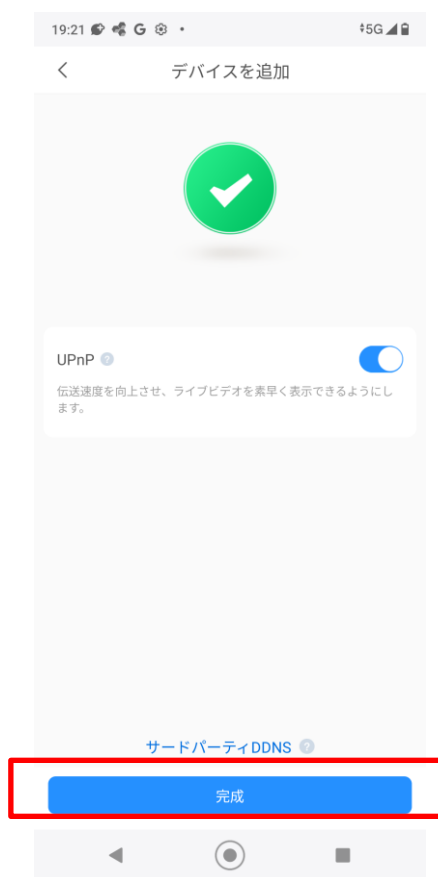 19:21 G 5G
デバイスを追加
UPnP ?
伝送速度を向上させ、ライブビデオを素早く表示できるようにし
ます。
サードパーティDDNS ?
完成